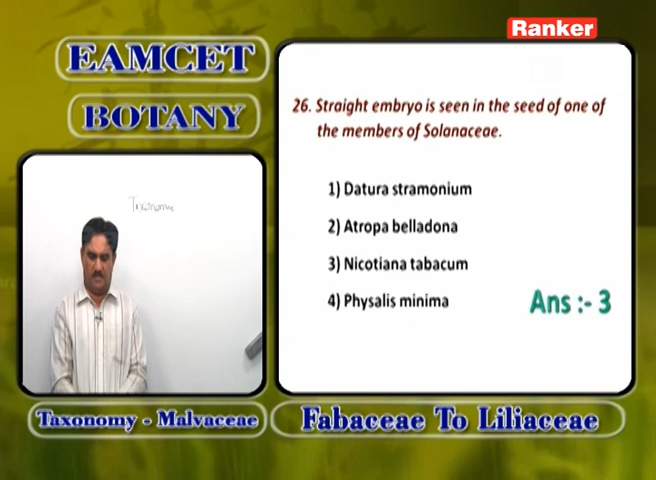 Ranker
EAMCET
BOTANY
26. Straight embryo is seen in the seed of one of
the members of Solanaceae.
1) Datura stramonium
2) Atropa belladona
3) Nicotiana tabacum
4) Physalis minima
Ans :- 3
Taxonomy - Malvaceae
Fabaceae To Liliaceae